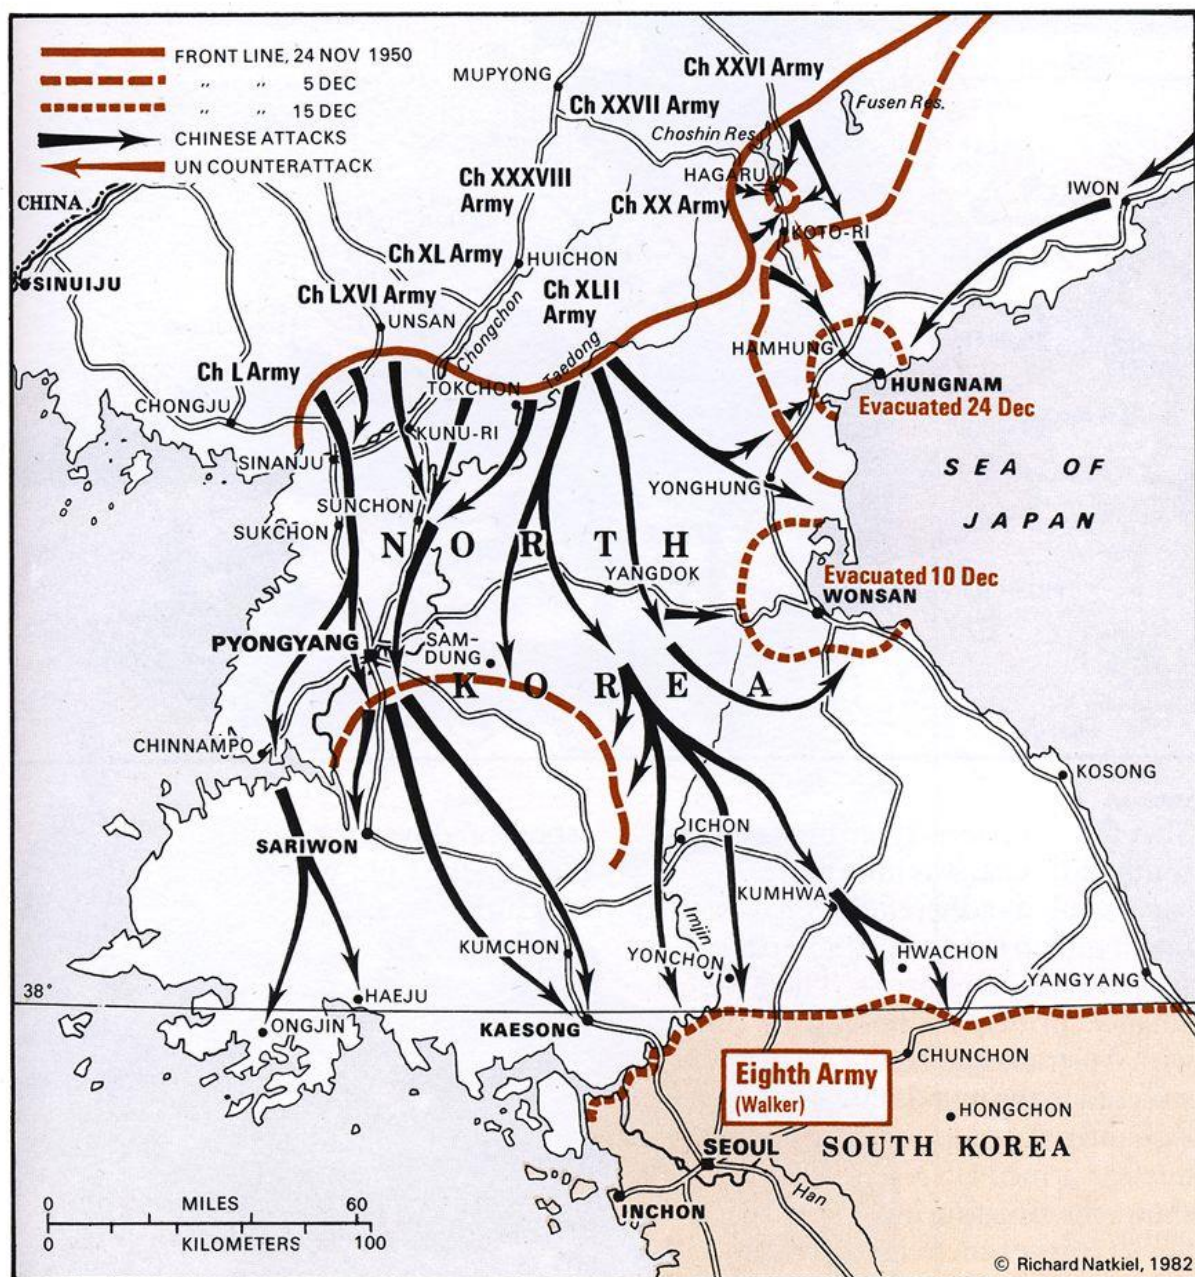 FRONT LINE, 24 NOV 1950
" " 5 DEC
" " 15 DEC
CHINESE ATTACKS
UN COUNTERATTACK
MUPYONG
Ch XXVI Army
Ch XXVII Army
Fusen Res.
Choshin Res.
HAGARU
IWON
CHINA
Ch XXXVIII
Army
Ch XX Army
KOTO-RI
Ch XL Army
HUICHON
SINUIJU
Ch LXVI Army
Ch XLII
Army
UNSAN
Chongchon
Taedong
HAMHUNG
Ch L Army
TOKCHON
HUNGNAM
Evacuated 24 Dec
CHONGJU
KUNU-RI
SINANJU
SEA OF
JAPAN
YONGHUNG
SUNCHON
SUKCHON
NORTH
YANGDOK
Evacuated 10 Dec
WONSAN
PYONGYANG
SAM-
DUNG
KOREA
CHINNAMPO
KOSONG
SARIWON
ICHON
KUMHWA
Imjin
KUMCHON
YONCHON
HWACHON
YANGYANG
38°
HAEJU
ONGJIN
KAESONG
CHUNCHON
Eighth Army
(Walker)
HONGCHON
SEOUL
SOUTH KOREA
Han
INCHON
0 MILES 60
0 KILOMETERS 100
© Richard Natkiel, 1982